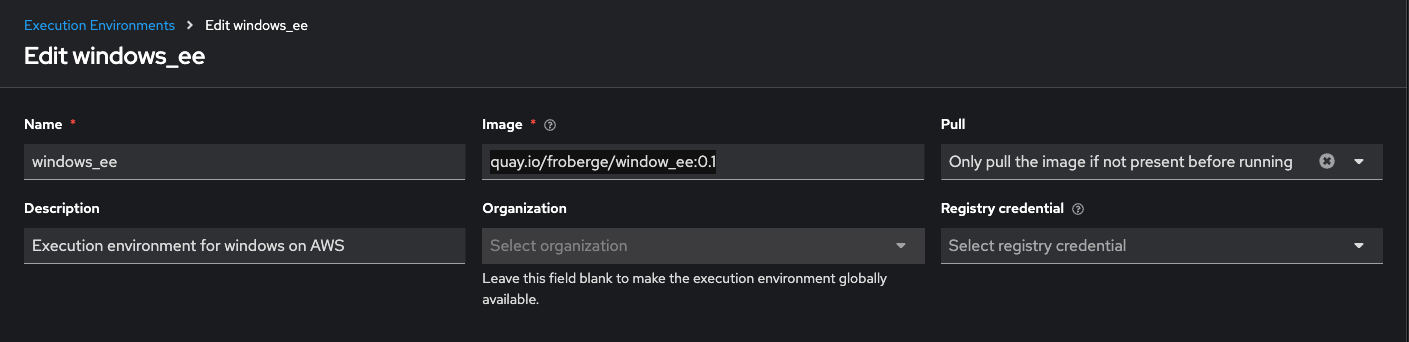 Execution Environments > Edit windows_ee
Edit windows_ee
Name *
windows_ee
Image *
quay.io/froberge/window_ee:0.1
Pull
Only pull the image if not present before running
Description
Execution environment for windows on AWS
Organization
Select organization
Leave this field blank to make the execution environment globally
available.
Registry credential
Select registry credential